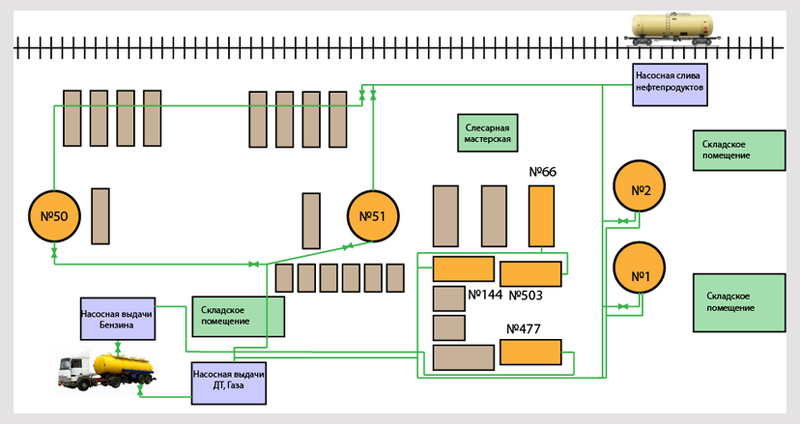 Насосная слива
нефтепродуктов
Слесарная
мастерская
Складское
помещение
№66
№2
№50
№51
№1
№144
№503
Складское
помещение
Складское
помещение
Насосная выдачи
Бензина
№477
Насосная выдачи
ДТ, Газа